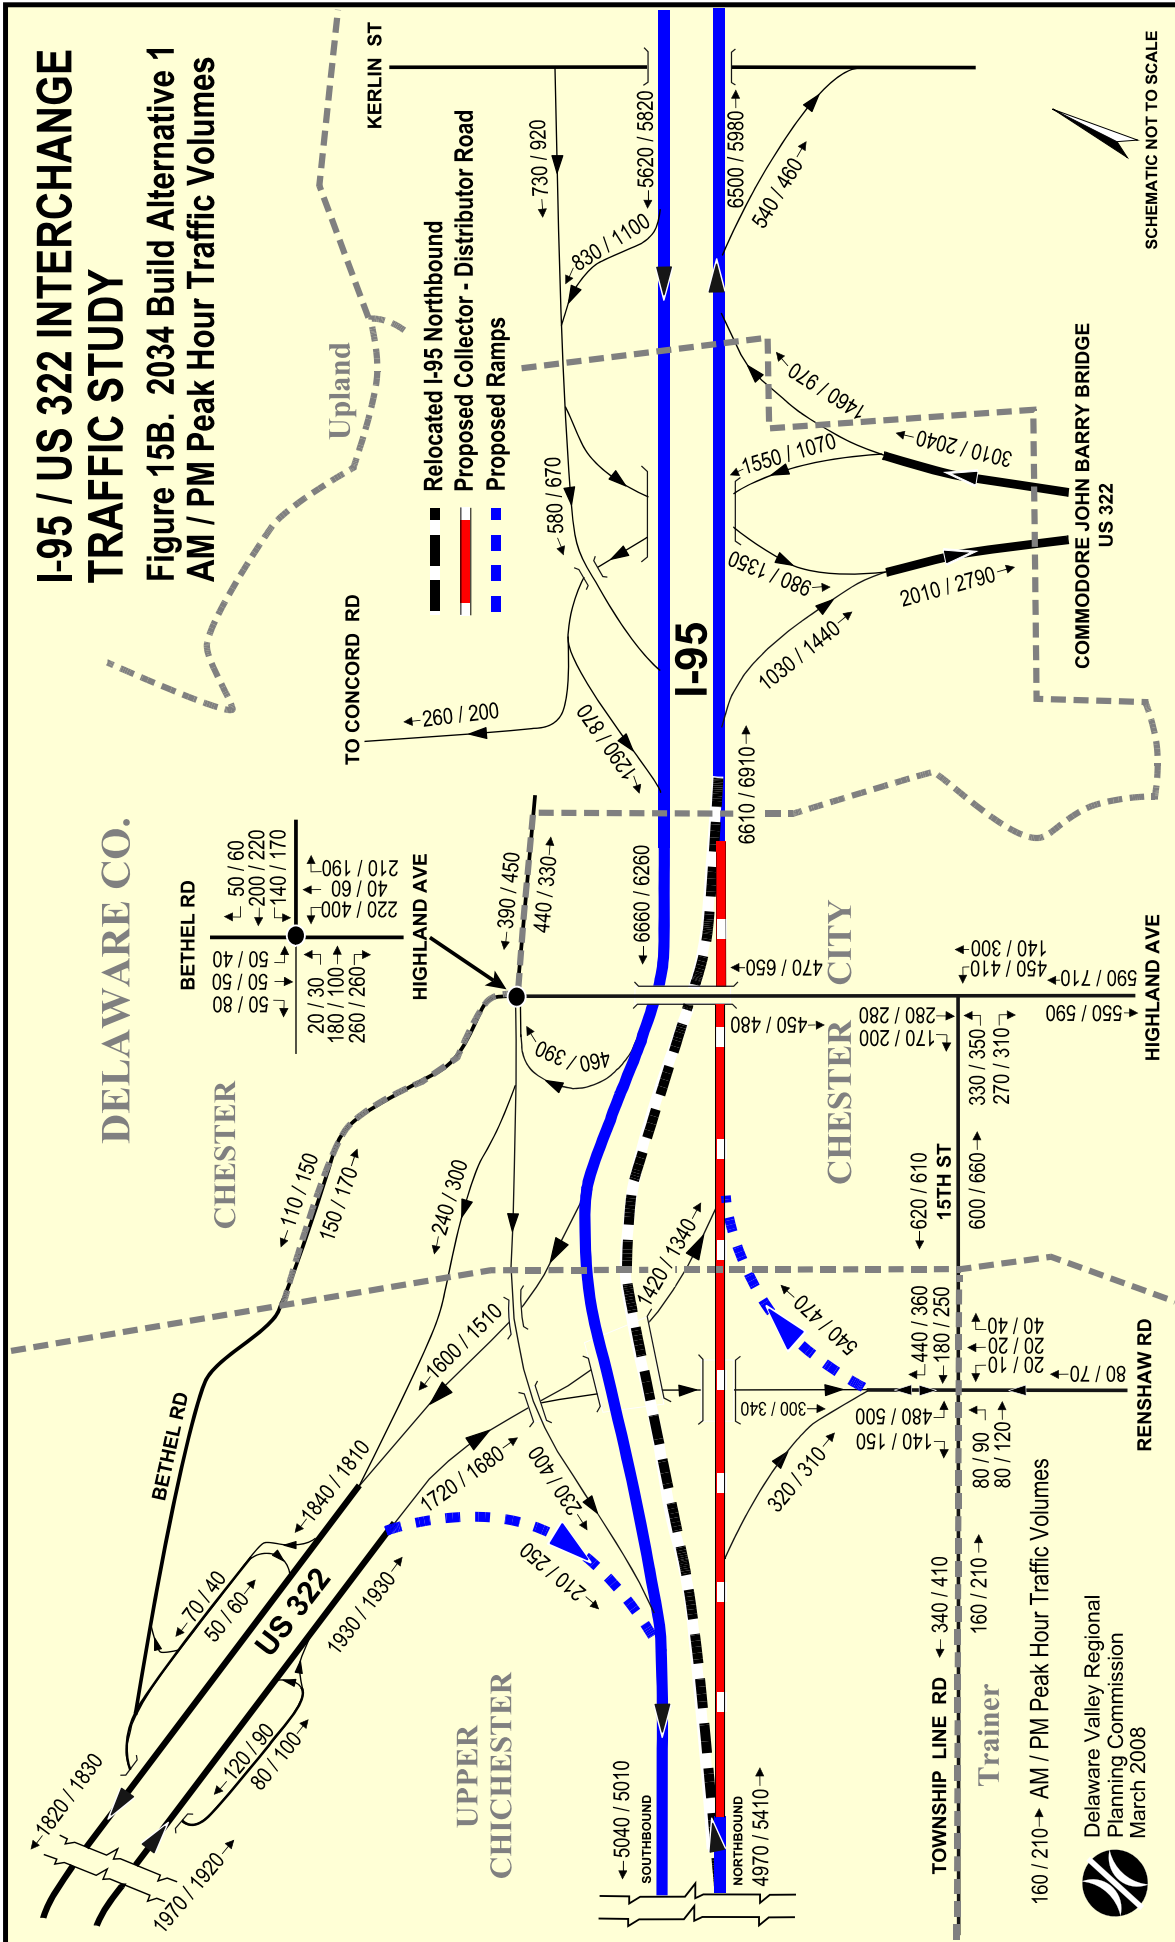 I-95 / US 322 INTERCHANGE
TRAFFIC STUDY
Figure 15B. 2034 Build Alternative 1
AM / PM Peak Hour Traffic Volumes
Relocated I-95 Northbound
Proposed Collector - Distributor Road
Proposed Ramps
KERLIN ST
Upland
TO CONCORD RD
DELAWARE CO.
CHESTER
BETHEL RD
HIGHLAND AVE
50 / 60
200 / 220
140 / 170
210 / 190
40 / 60
220 / 400
50 / 40
50 / 50
50 / 80
20 / 30
180 / 100
260 / 260
730 / 920
830 / 1100
5620 / 5820
6500 / 5980
540 / 460
580 / 670
1550 / 1070
1460 / 970
3010 / 2040
980 / 1350
2010 / 2790
1030 / 1440
COMMODORE JOHN BARRY BRIDGE
US 322
SCHEMATIC NOT TO SCALE
I-95
260 / 200
1290 / 870
6610 / 6910
6660 / 6260
390 / 450
440 / 330
CHESTER CITY
470 / 650
450 / 480
460 / 390
140 / 300
450 / 410
590 / 710
550 / 590
HIGHLAND AVE
280 / 280
170 / 200
330 / 350
270 / 310
15TH ST
620 / 610
600 / 660
110 / 150
150 / 170
240 / 300
BETHEL RD
1600 / 1510
1420 / 1340
540 / 470
1840 / 1810
1720 / 1680
230 / 400
210 / 250
300 / 340
320 / 310
440 / 360
180 / 250
480 / 500
140 / 150
40 / 40
20 / 20
20 / 10
80 / 70
80 / 90
80 / 120
RENSHAW RD
70 / 40
50 / 60
US 322
1930 / 1930
120 / 90
80 / 100
1820 / 1830
1970 / 1920
UPPER
CHICHESTER
5040 / 5010
SOUTHBOUND
NORTHBOUND
4970 / 5410
TOWNSHIP LINE RD
340 / 410
160 / 210
Trainer
160 / 210 AM / PM Peak Hour Traffic Volumes
Delaware Valley Regional
Planning Commission
March 2008